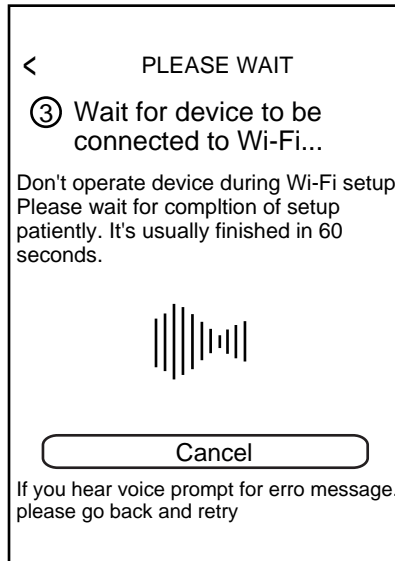 < PLEASE WAIT
③ Wait for device to be
connected to Wi-Fi...
Don't operate device during Wi-Fi setup
Please wait for compltion of setup
patiently. It's usually finished in 60
seconds.
Cancel
If you hear voice prompt for erro message.
please go back and retry